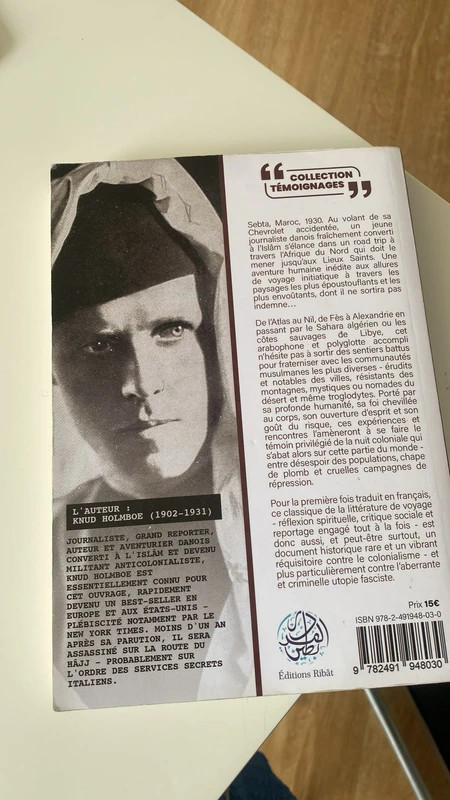 COLLECTION
TÉMOIGNAGES
Sebta, Maroc, 1930. Au volant de sa
Chevrolet accidentée, un jeune
journaliste danois fraîchement converti
à l'Islâm s'élance dans un road trip à
travers l'Afrique du Nord qui doit le
mener jusqu'aux Lieux Saints. Une
aventure humaine inédite aux allures
de voyage initiatique à travers les
paysages les plus époustouflants et les
plus envoûtants, dont il ne sortira pas
indemne...
De l'Atlas au Nil, de Fès à Alexandrie en
passant par le Sahara algérien ou les
côtes sauvages de Libye, cet
arabophone et polyglotte accompli
n'hésite pas à sortir des sentiers battus
pour fraterniser avec les communautés
musulmanes les plus diverses - érudits
et notables des villes, résistants des
montagnes, mystiques ou nomades du
désert et même troglodytes. Porté par
sa profonde humanité, sa foi chevillée
au corps, son ouverture d'esprit et son
goût du risque, ces expériences et
rencontres l'amèneront à se faire le
témoin privilégié de la nuit coloniale qui
s'abat alors sur cette partie du monde -
entre désespoir des populations, chape
de plomb et cruelles campagnes de
répression.
Pour la première fois traduit en français,
ce classique de la littérature de voyage
- réflexion spirituelle, critique sociale et
reportage engagé tout à la fois - est
donc aussi, et peut-être surtout, un
document historique rare et un vibrant
réquisitoire contre le colonialisme - et
plus particulièrement contre l'aberrante
et criminelle utopie fasciste.
L'AUTEUR :
KNUD HOLMBOE (1902-1931)
JOURNALISTE, GRAND REPORTER,
AUTEUR ET AVENTURIER DANOIS
CONVERTI À L'ISLÂM ET DEVENU
MILITANT ANTICOLONIALISTE,
KNUD HOLMBOE EST
ESSENTIELLEMENT CONNU POUR
CET OUVRAGE, RAPIDEMENT
DEVENU UN BEST-SELLER EN
EUROPE ET AUX ÉTATS-UNIS -
PLÉBISCITÉ NOTAMMENT PAR LE
NEW YORK TIMES. MOINS D'UN AN
APRÈS SA PARUTION, IL SERA
ASSASSINÉ SUR LA ROUTE DU
HÂJJ - PROBABLEMENT SUR
L'ORDRE DES SERVICES SECRETS
ITALIENS.
Éditions Ribât
Prix 15€
ISBN 978-2-491948-03-0
9 782491 948030